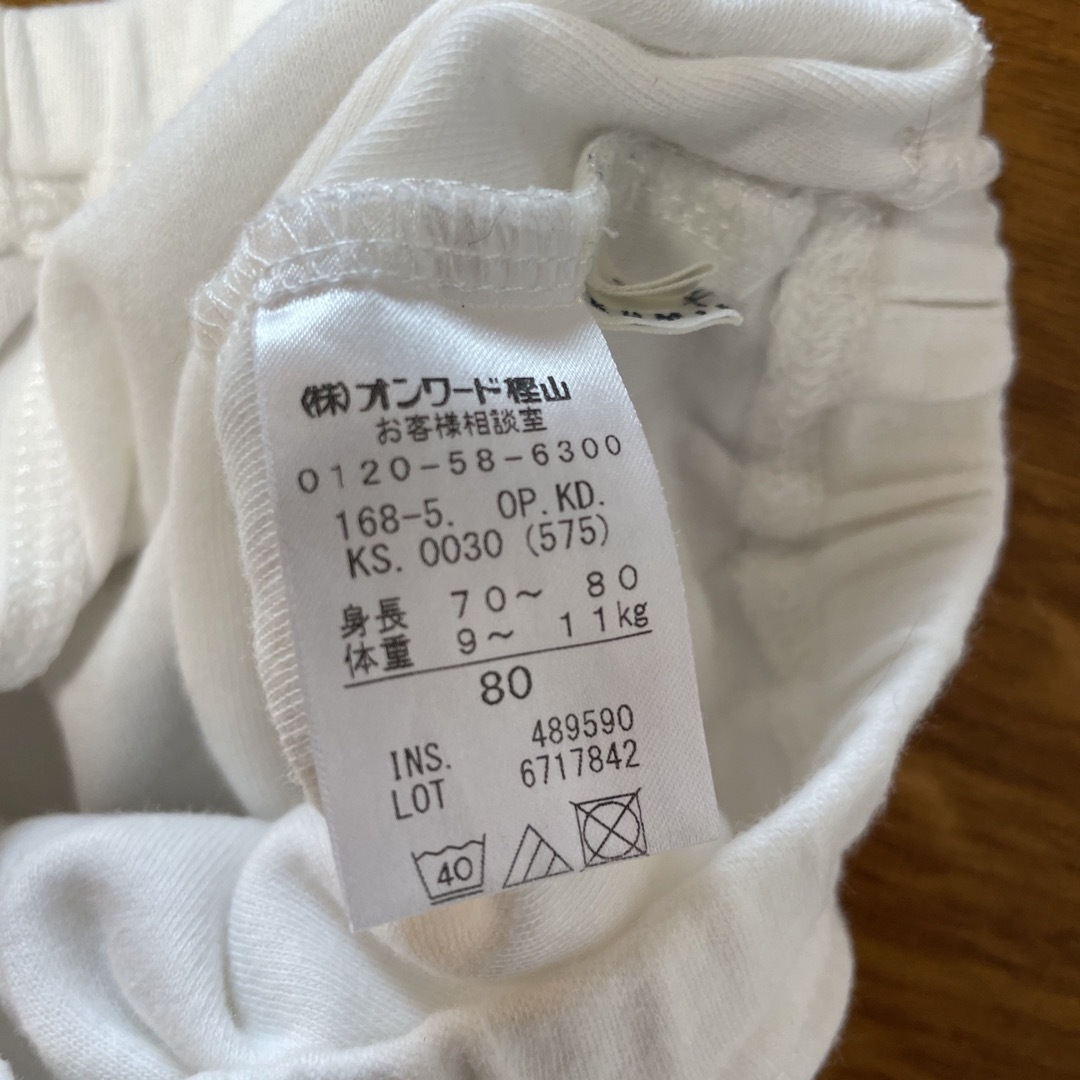 (株)オンワード樫山
お客様相談室
0120-58-6300
168-5. OP.KD.
KS.0030(575)
身長 70～ 80
体重 9～ 11kg
80
INS. 489590
LOT 6717842
40